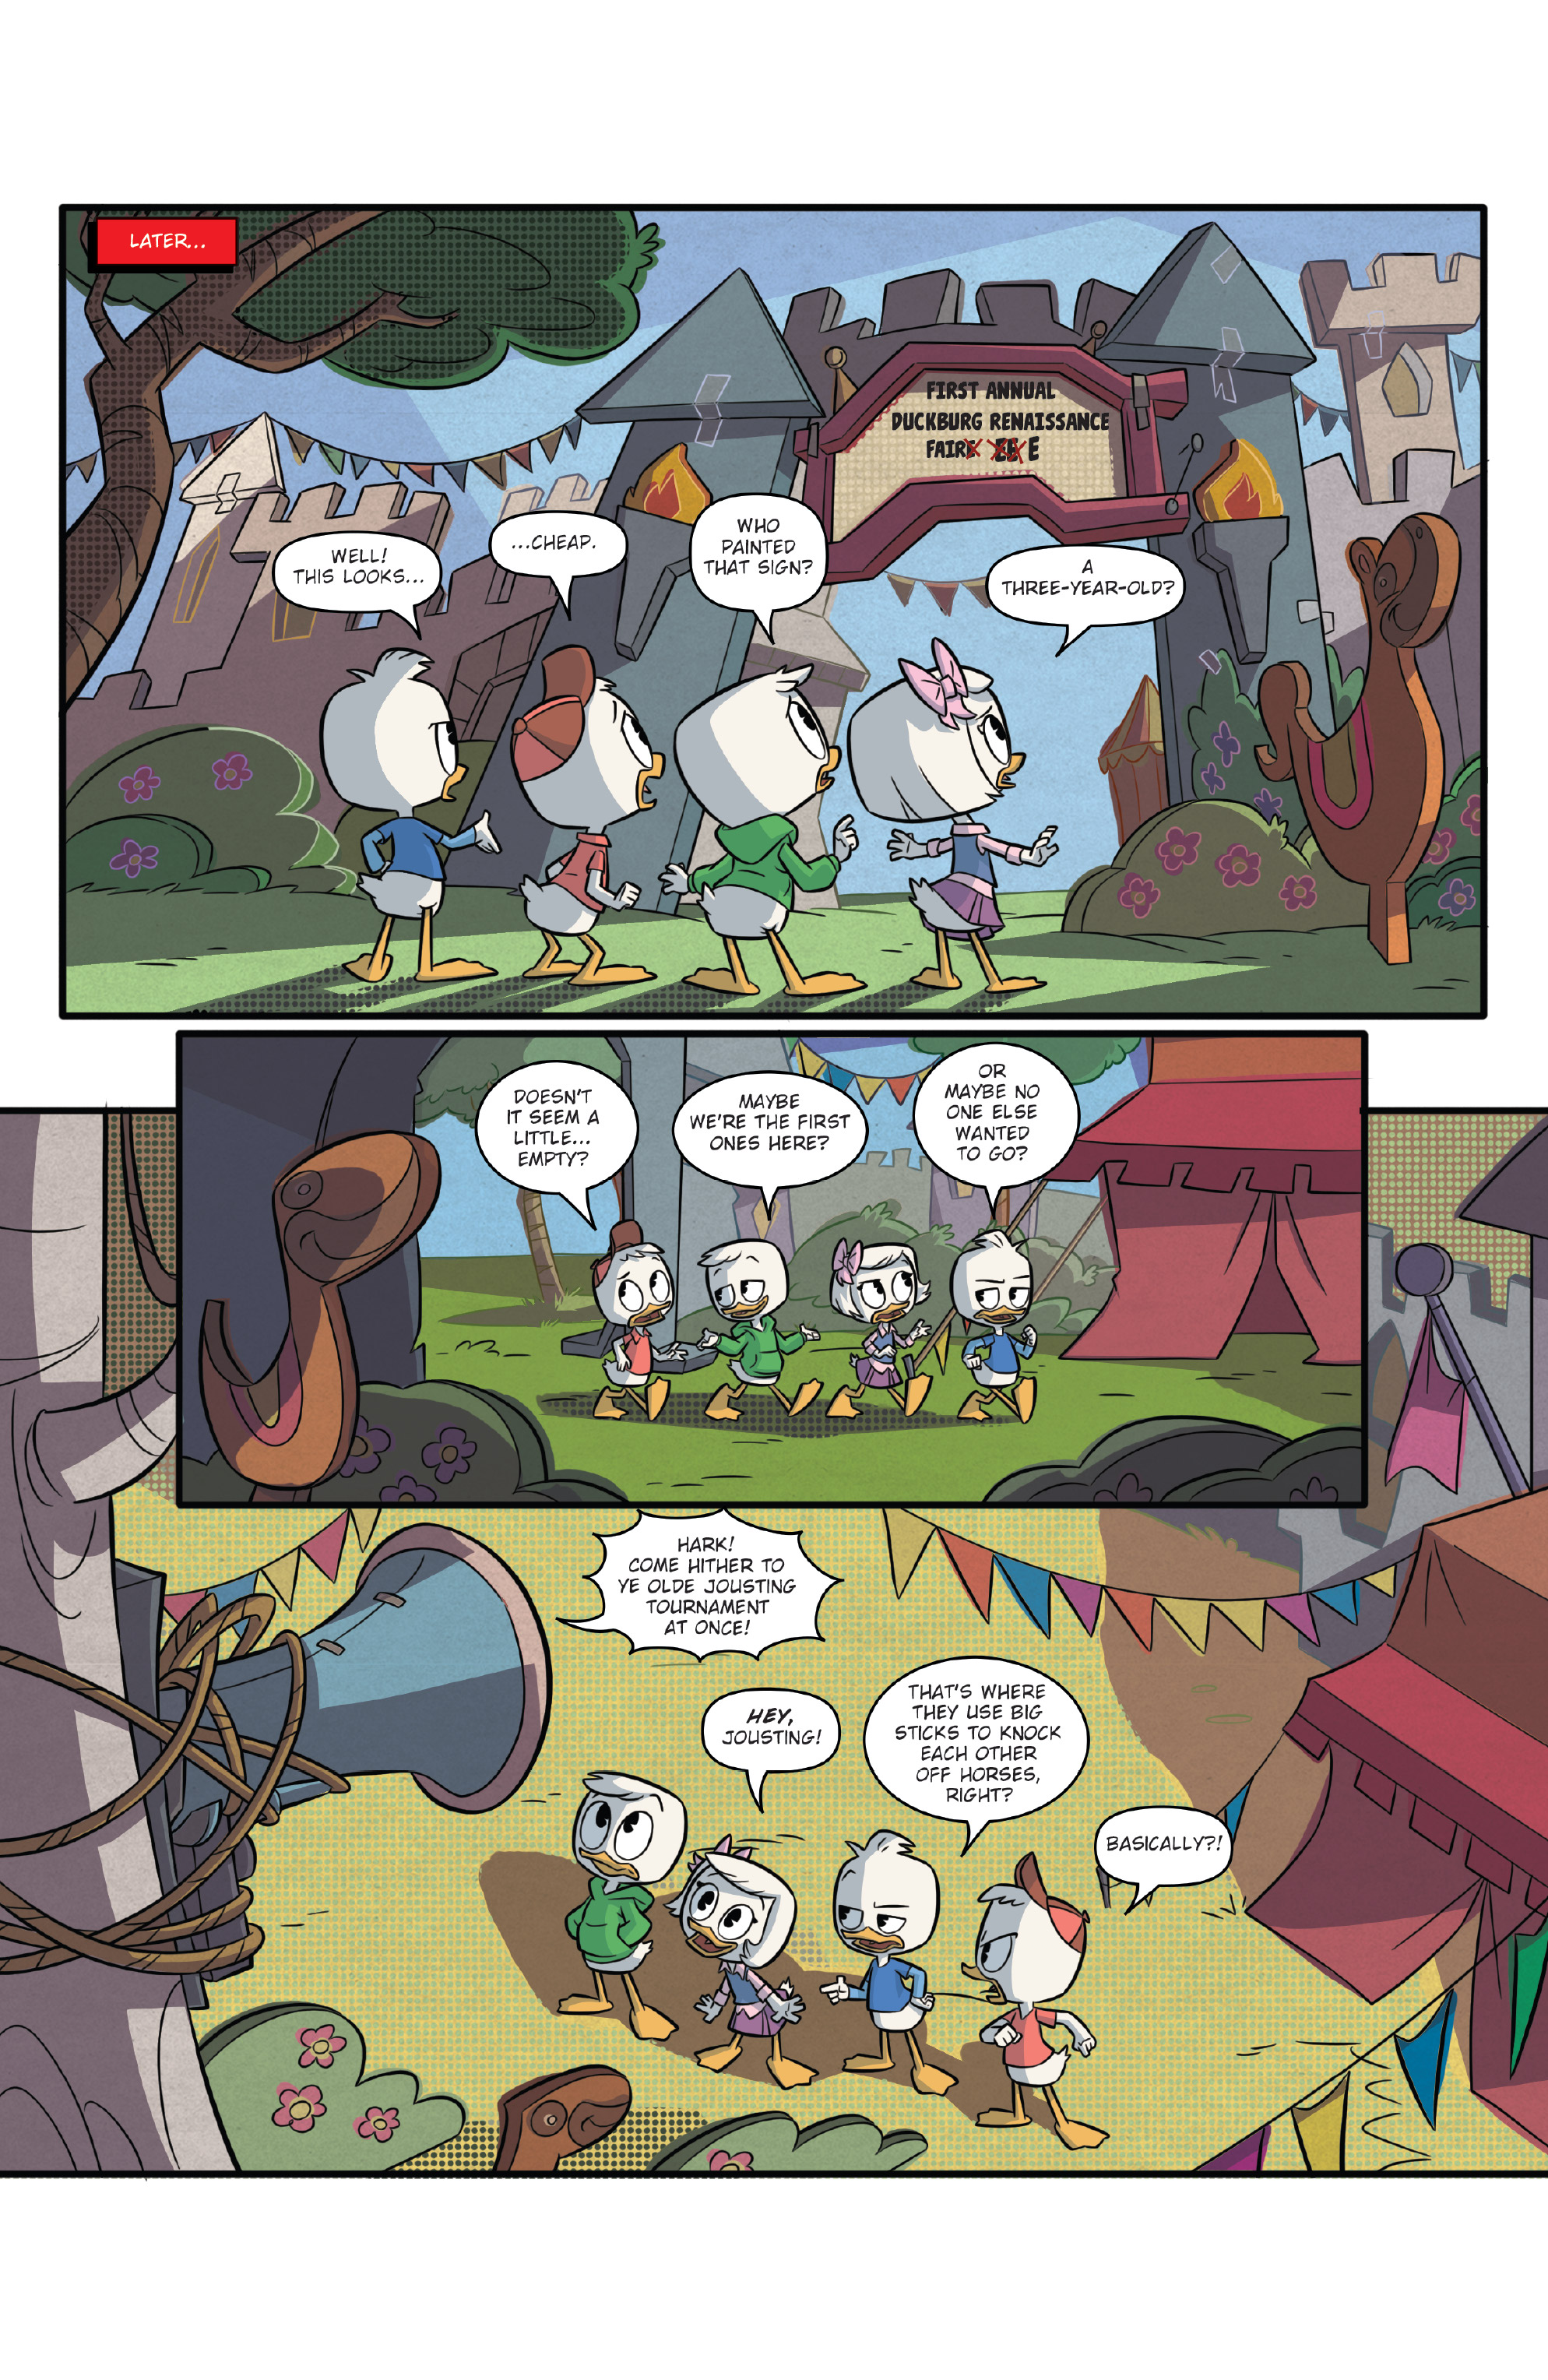 LATER...
FIRST ANNUAL
DUCKBURG RENAISSANCE
FAIR E
WELL!
THIS LOOKS...
...CHEAP.
WHO
PAINTED
THAT SIGN?
A
THREE-YEAR-OLD?
DOESN'T
IT SEEM A
LITTLE...
EMPTY?
MAYBE
WE'RE THE FIRST
ONES HERE?
OR
MAYBE NO
ONE ELSE
WANTED
TO GO?
HARK!
COME HITHER TO
YE OLDE JOUSTING
TOURNAMENT
AT ONCE!
HEY,
JOUSTING!
THAT'S WHERE
THEY USE BIG
STICKS TO KNOCK
EACH OTHER
OFF HORSES,
RIGHT?
BASICALLY?!